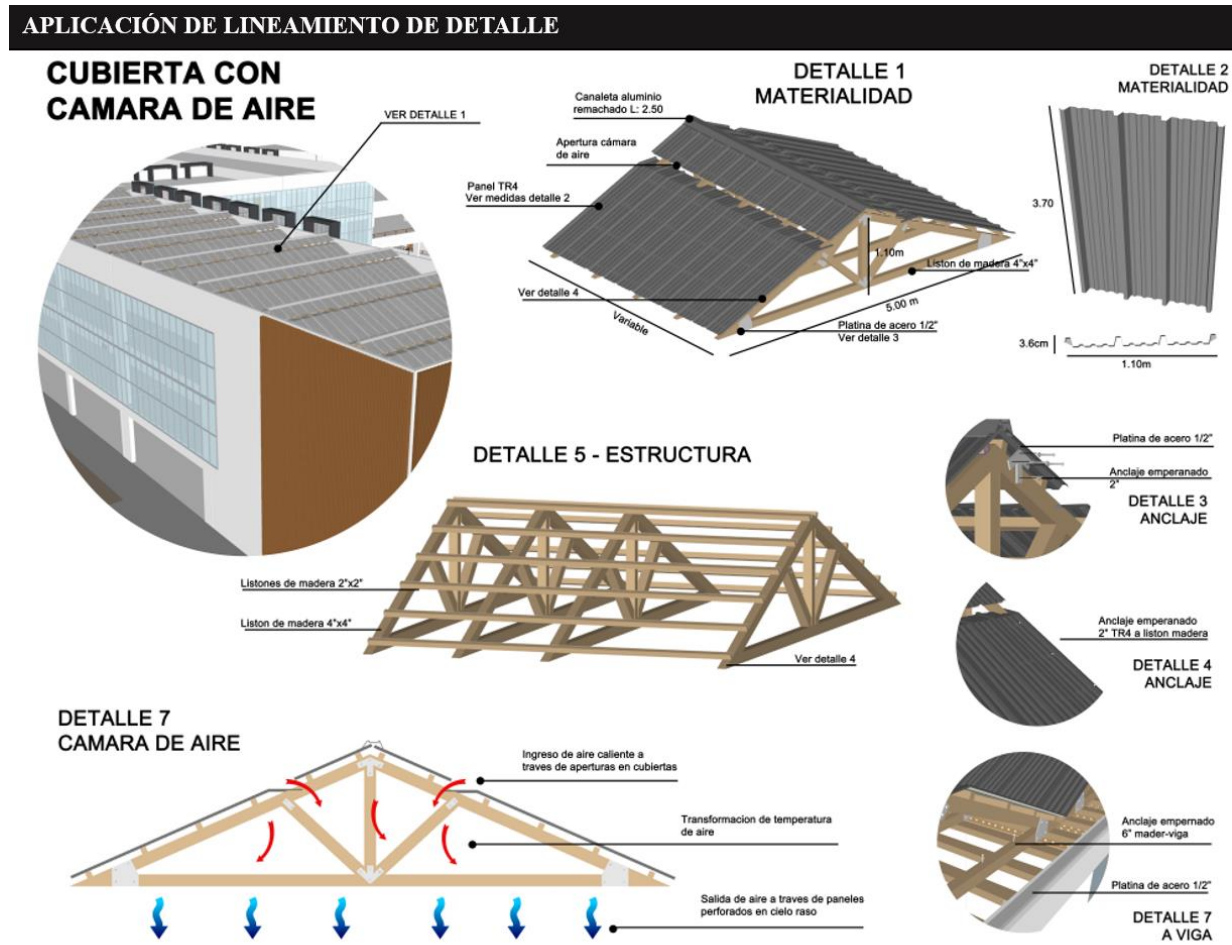 APLICACIÓN DE LINEAMIENTO DE DETALLE
CUBIERTA CON
CAMARA DE AIRE
VER DETALLE 1
DETALLE 1
MATERIALIDAD
Canaleta aluminio
remachado L: 2.50
Apertura cámara
de aire
Panel TR4
Ver medidas detalle 2
Ver detalle 4
Variable
1.10m
Liston de madera 4"x4"
5.00 m
Platina de acero 1/2"
Ver detalle 3
DETALLE 2
MATERIALIDAD
3.70
3.6cm
1.10m
DETALLE 5 - ESTRUCTURA
Listones de madera 2"x2"
Liston de madera 4"x4"
Ver detalle 4
Platina de acero 1/2"
Anclaje emperanado
2"
DETALLE 3
ANCLAJE
Anclaje emperanado
2" TR4 a liston madera
DETALLE 4
ANCLAJE
DETALLE 7
CAMARA DE AIRE
Ingreso de aire caliente a
traves de aperturas en cubiertas
Transformacion de temperatura
de aire
Salida de aire a traves de paneles
perforados en cielo raso
Anclaje empernado
6" mader-viga
Platina de acero 1/2"
DETALLE 7
A VIGA